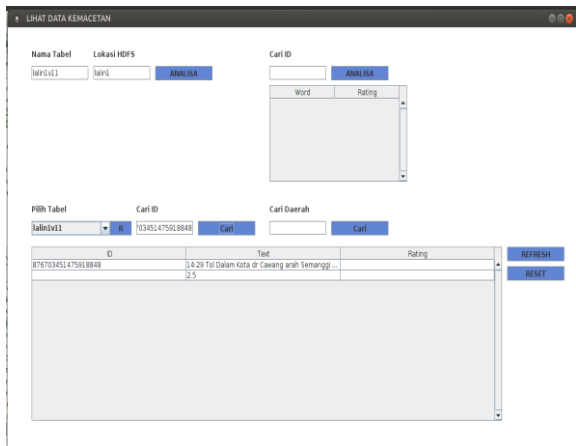 LIHAT DATA KEMACETAN
Nama Tabel Lokasi HDFS Cari ID
lalin1v11 lalin1 ANALISA ANALISA
Word Rating
Pilih Tabel Cari ID Cari Daerah
lalin1v11 R 703451475918848 Cari Cari
ID Text Rating REFRESH
876703451475918848 14:29 Tol Dalam Kota dr Cawang arah Semanggi ...
2.5 RESET